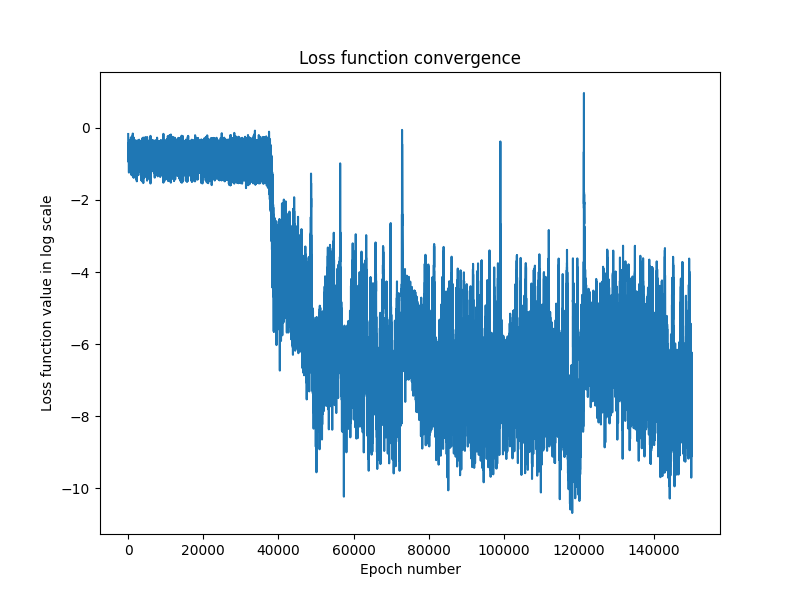 Loss function convergence
Loss function value in log scale
0
−2
−4
−6
−8
−10
0 20000 40000 60000 80000 100000 120000 140000
Epoch number